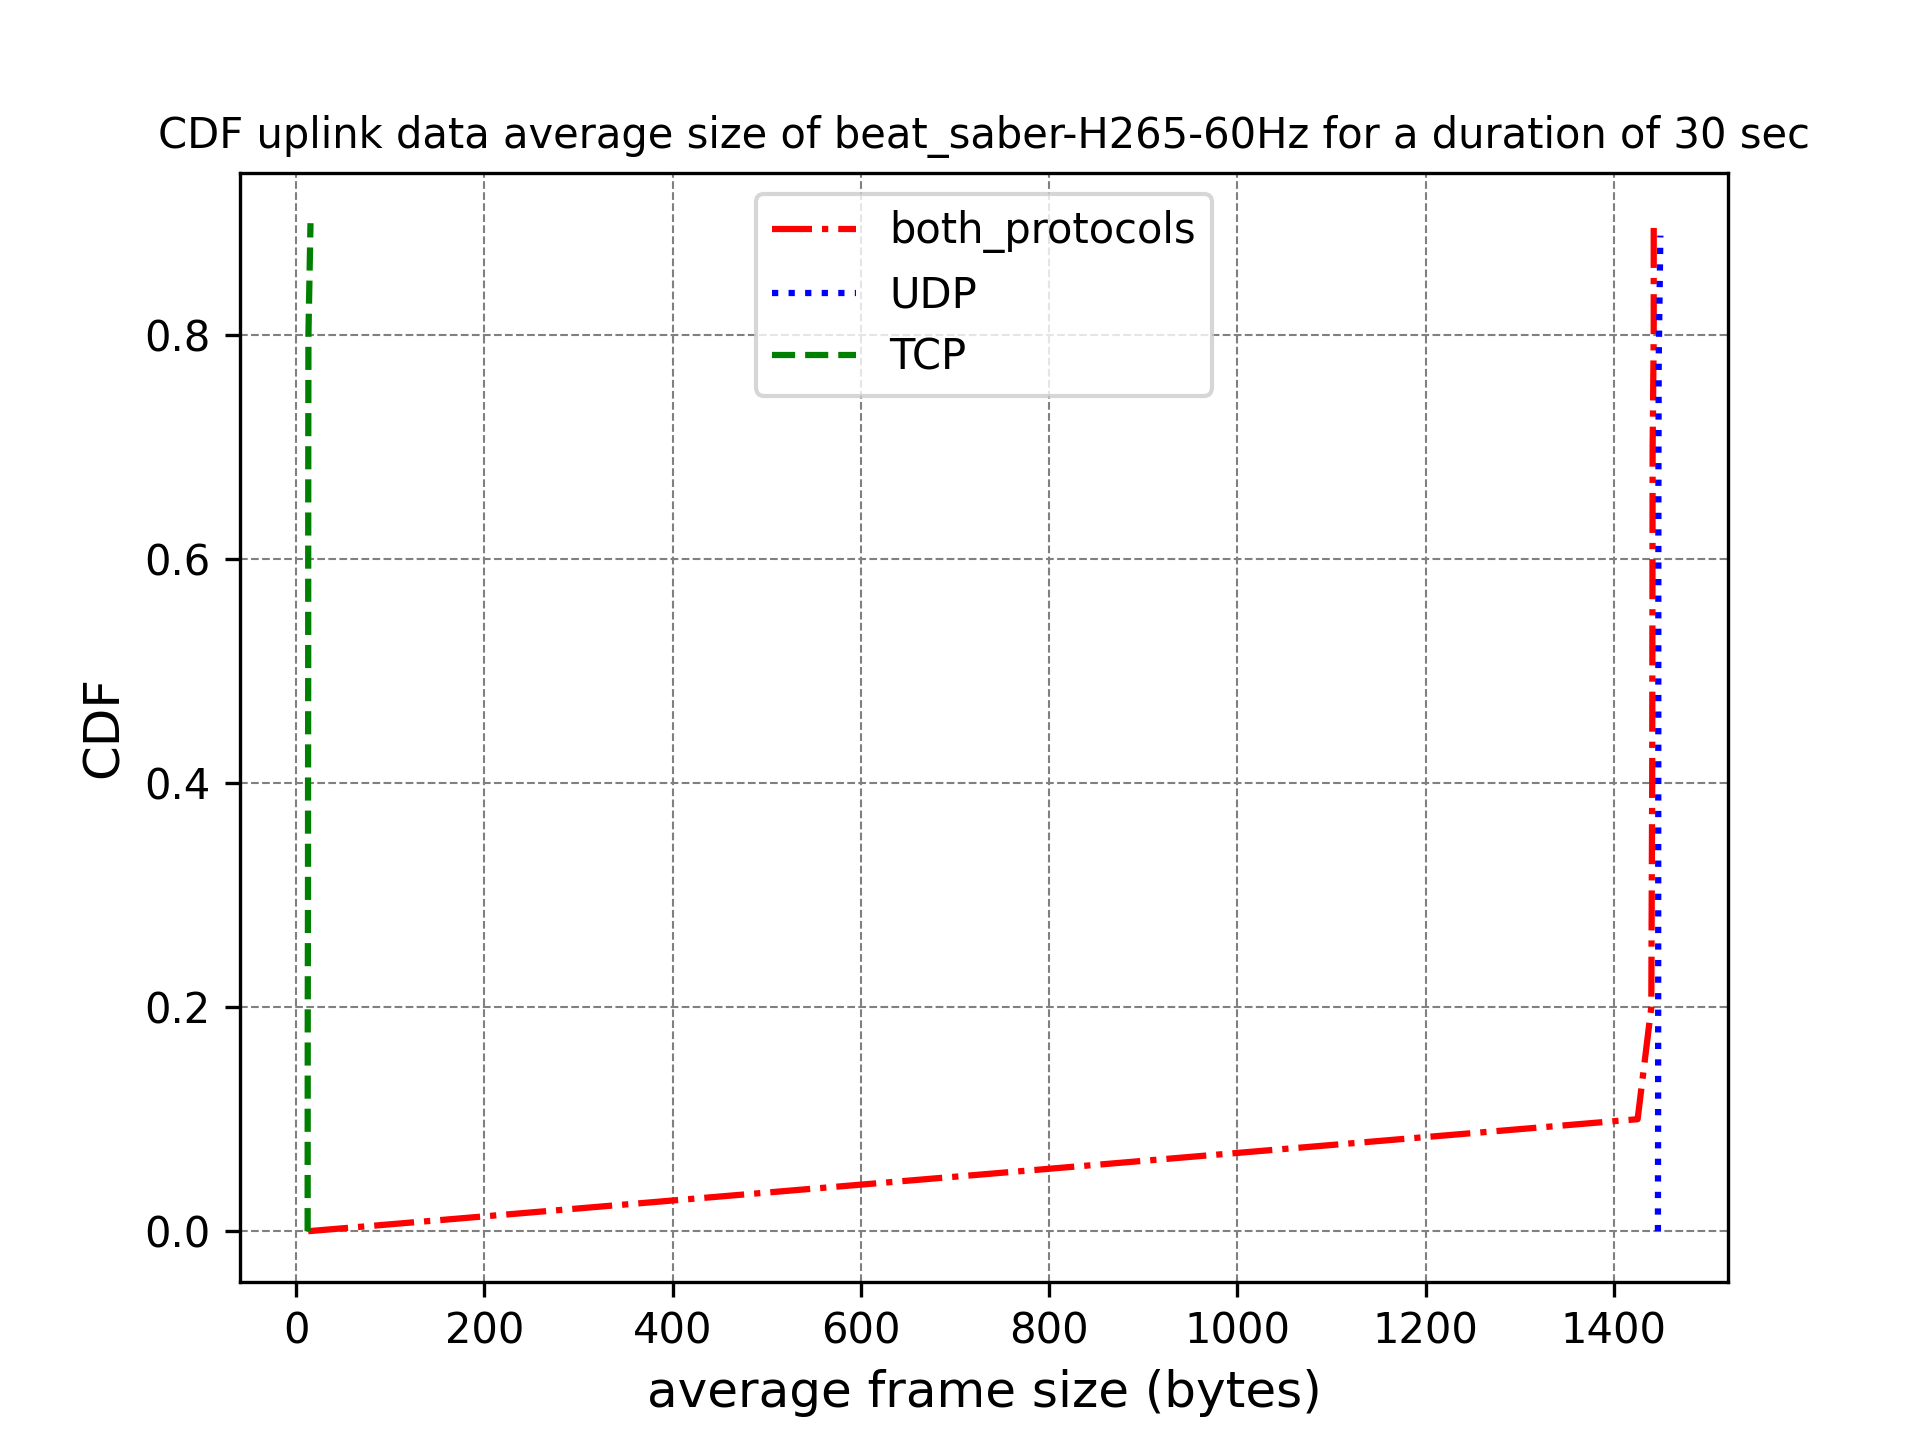 CDF uplink data average size of beat_saber-H265-60Hz for a duration of 30 sec
both_protocols
UDP
TCP
CDF
0.8
0.6
0.4
0.2
0.0
0 200 400 600 800 1000 1200 1400
average frame size (bytes)